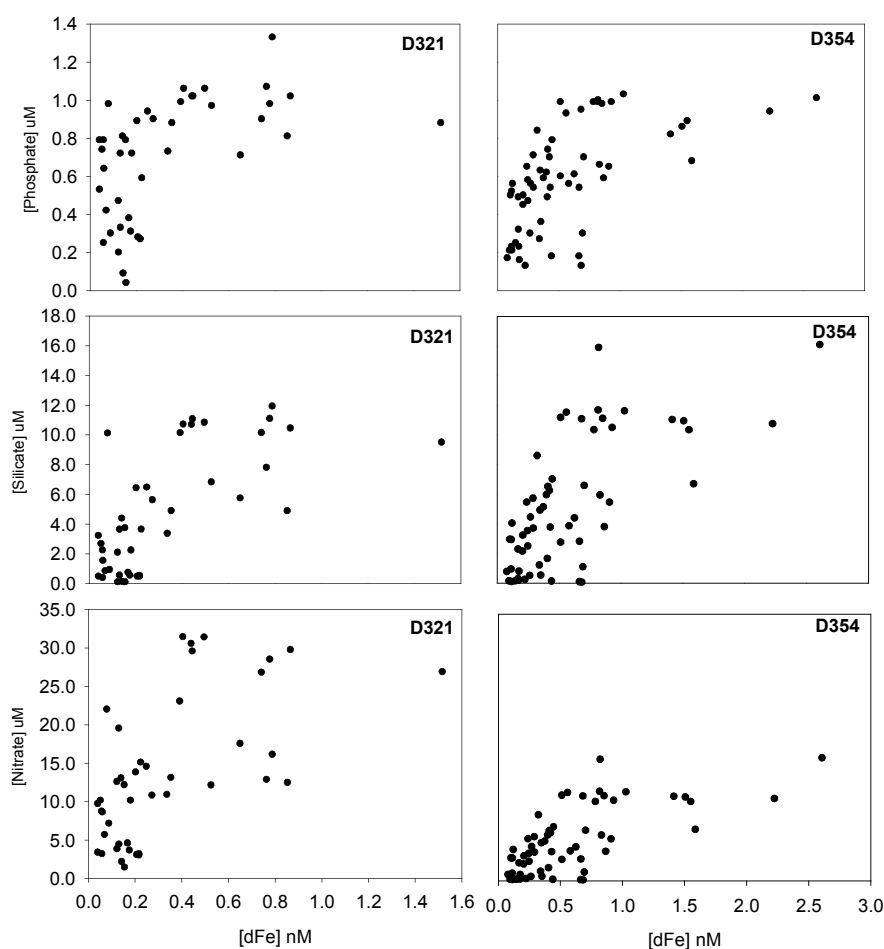 1.4
1.2
1.0
0.8
0.6
0.4
0.2
0.0
[Phosphate] uM
D321
D354
18.0
16.0
14.0
12.0
10.0
8.0
6.0
4.0
2.0
0.0
[Silicate] uM
D321
D354
35.0
30.0
25.0
20.0
15.0
10.0
5.0
0.0
[Nitrate] uM
D321
D354
0.0 0.2 0.4 0.6 0.8 1.0 1.2 1.4 1.6
0.0 0.5 1.0 1.5 2.0 2.5 3.0
[dFe] nM
[dFe] nM